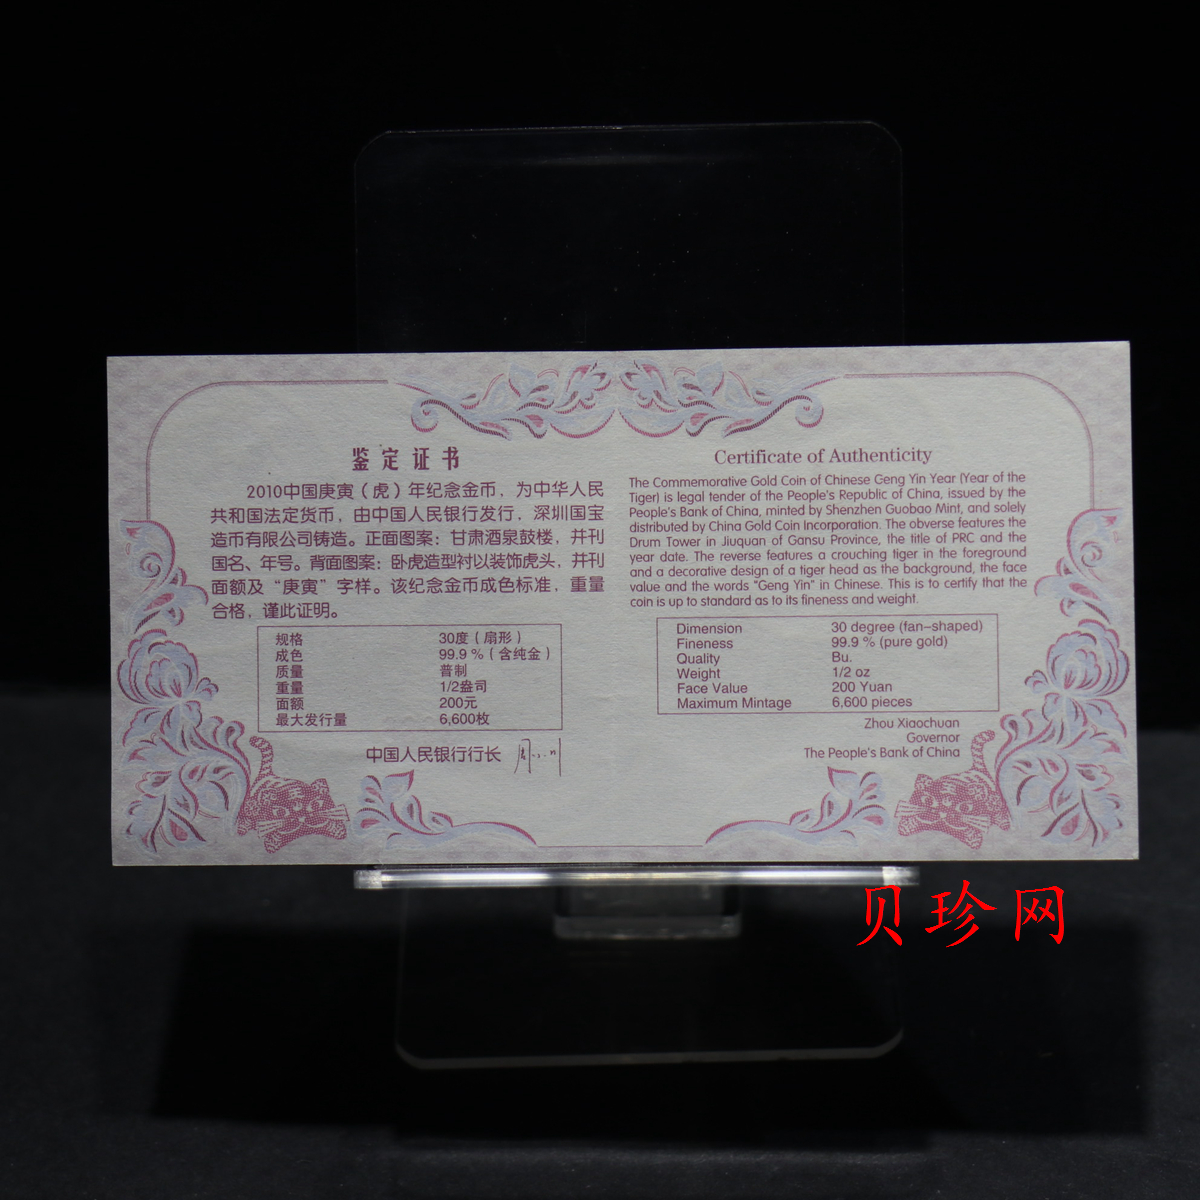 鉴定证书
2010中国庚寅（虎）年纪念金币，为中华人民
共和国法定货币，由中国人民银行发行，深圳国宝
造币有限公司铸造。正面图案：甘肃酒泉鼓楼，并刊
国名、年号。背面图案：卧虎造型衬以装饰虎头，并刊
面额及“庚寅”字样。该纪念金币成色标准，重量
合格，谨此证明。
规格 30度（扇形）
成色 99.9％（含纯金）
质量 普制
重量 1/2盎司
面额 200元
最大发行量 6,600枚
中国人民银行行长
Certificate of Authenticity
The Commemorative Gold Coin of Chinese Geng Yin Year (Year of the
Tiger) is legal tender of the People's Republic of China, issued by the
People's Bank of China, minted by Shenzhen Guobao Mint, and solely
distributed by China Gold Coin Incorporation. The obverse features the
Drum Tower in Jiuquan of Gansu Province, the title of PRC and the
year date. The reverse features a crouching tiger in the foreground
and a decorative design of a tiger head as the background, the face
value and the words "Geng Yin" in Chinese. This is to certify that the
coin is up to standard as to its fineness and weight.
Dimension 30 degree (fan-shaped)
Fineness 99.9 % (pure gold)
Quality Bu.
Weight 1/2 oz
Face Value 200 Yuan
Maximum Mintage 6,600 pieces
Zhou Xiaochuan
Governor
The People's Bank of China
贝珍网